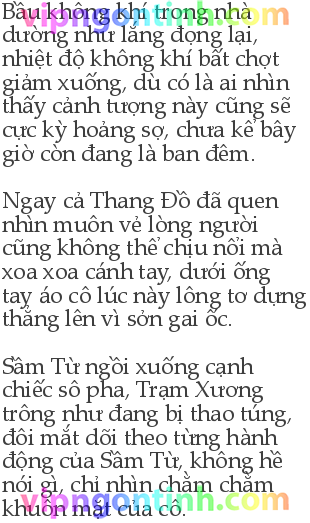 Bầu không khí trong nhà
dường như lắng đọng lại,
nhiệt độ không khí bất chợt
giảm xuống, dù có là ai nhìn
thấy cảnh tượng này cũng sẽ
cực kỳ hoảng sợ, chưa kể bây
giờ còn đang là ban đêm.
Ngay cả Thang Đồ đã quen
nhìn muôn vẻ lòng người
cũng không thể chịu nổi mà
xoa xoa cánh tay, dưới ống
tay áo cô lúc này lông tơ dựng
thẳng lên vì sởn gai ốc.
Sầm Từ ngồi xuống cạnh
chiếc sô pha, Trạm Xương
trông như đang bị thao túng,
đôi mắt dõi theo từng hành
động của Sầm Từ, không hề
nói gì, chỉ nhìn chằm chằm
khuôn mặt của cô.
vipngontinh.com
vipngontinh.com